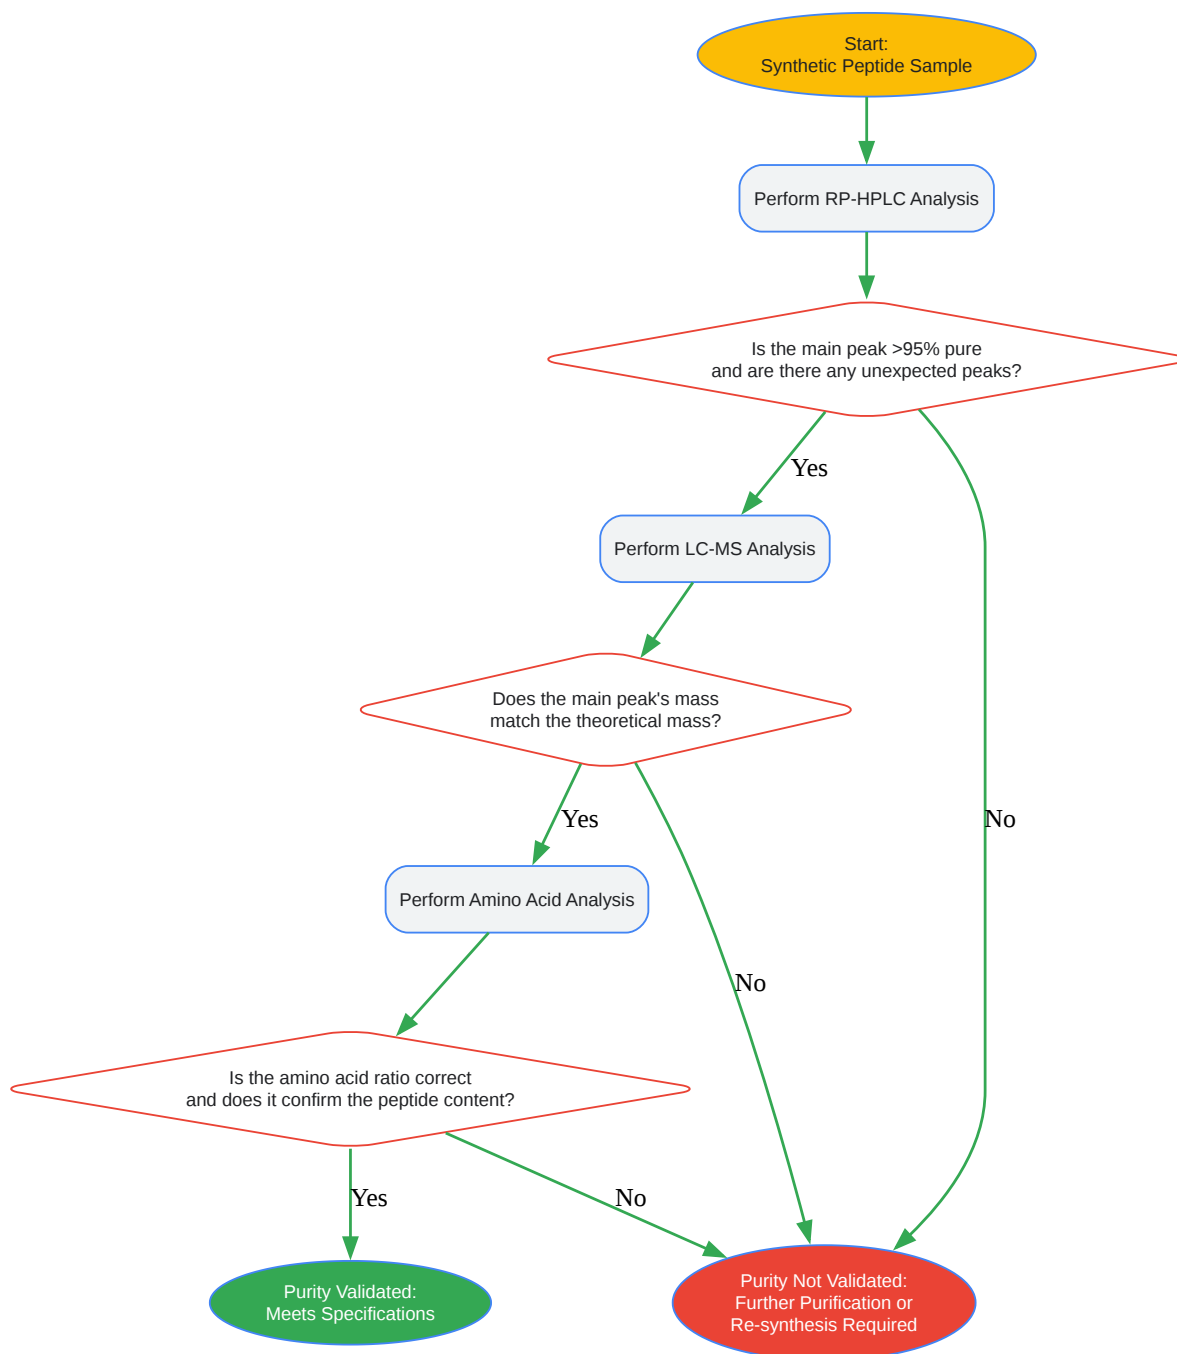 Start:
Synthetic Peptide Sample
Perform RP-HPLC Analysis
Is the main peak >95% pure
and are there any unexpected peaks?
Yes
Perform LC-MS Analysis
Does the main peak's mass
match the theoretical mass?
Yes
No
Perform Amino Acid Analysis
No
Is the amino acid ratio correct
and does it confirm the peptide content?
Yes
No
Purity Validated:
Meets Specifications
Purity Not Validated:
Further Purification or
Re-synthesis Required